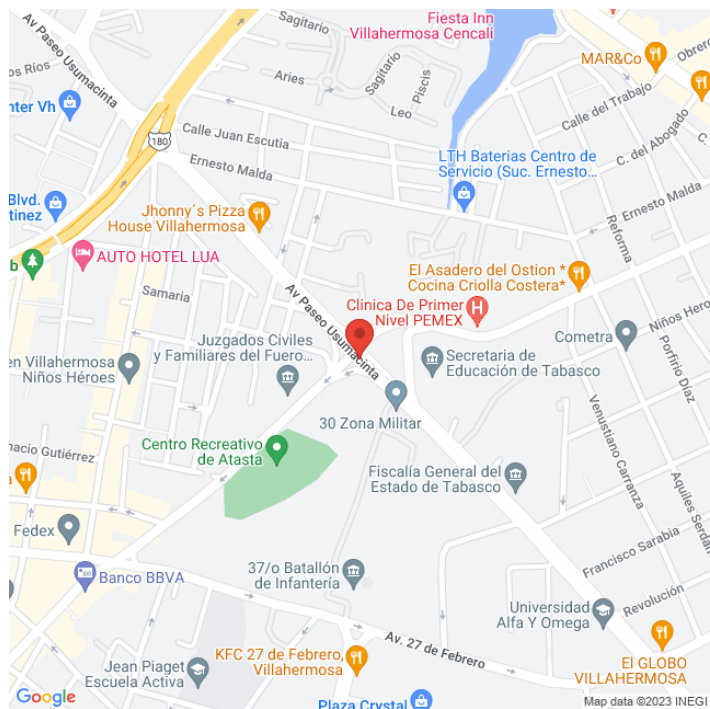 Fiesta Inn
Villahermosa Cencali
Sagitario
Av Paseo Usumacinta
MAR&Co
Obrero
os Ríos
Aries
Sagitario
Piscis
Leo
Calle del Trabajo
C. del Abogado
nter Vh
180
Calle Juan Escutia
Ernesto Malda
LTH Baterias Centro de
Servicio (Suc. Ernesto...
Ernesto Malda
Blvd.
tinez
Jhonny´s Pizza
House Villahermosa
Reforma
AUTO HOTEL LUA
b
El Asadero del Ostion *
Cocina Criolla Costera*
Samaria
Av Paseo Usumacinta
Clinica De Primer
Nivel PEMEX
Cometra
Niños Hero
Porfirio Díaz
Juzgados Civiles
y Familiares del Fuero...
Secretaria de
Educación de Tabasco
en Villahermosa
Niños Héroes
30 Zona Militar
Venustiano Carranza
nacio Gutiérrez
Centro Recreativo
de Atasta
Fiscalía General del
Estado de Tabasco
Aquiles Serdan
a
Fedex
Francisco Sarabia
37/o Batallón
de Infantería
Banco BBVA
Universidad
Alfa Y Omega
Revolución
Av. 27 de Febrero
KFC 27 de Febrero,
Villahermosa
El GLOBO
VILLAHERMOSA
Jean Piaget
Escuela Activa
Plaza Crystal
Google
Map data ©2023 INEGI